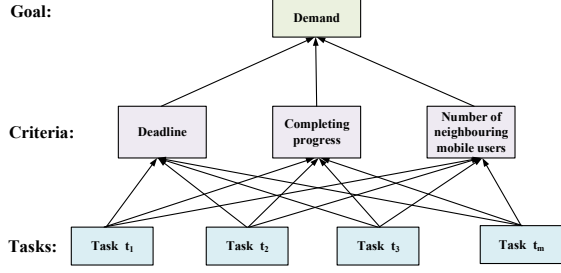 Goal:
Demand
Criteria:
Deadline
Completing
progress
Number of
neighbouring
mobile users
Tasks:
Task t₁
Task t₂
Task t₃
Task tₘ